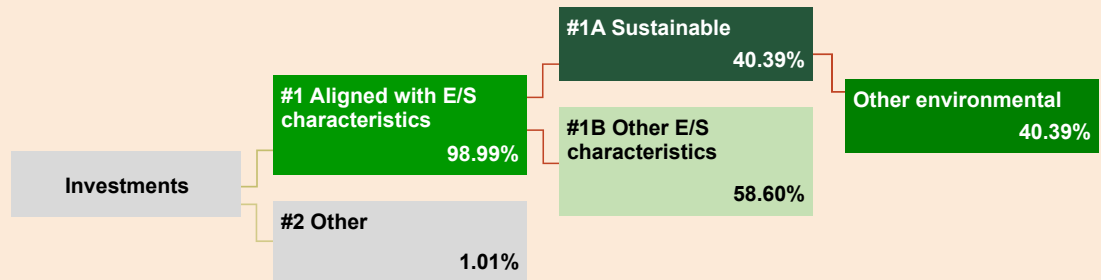 Investments
#1 Aligned with E/S
characteristics
98.99%
#2 Other
1.01%
#1A Sustainable
40.39%
#1B Other E/S
characteristics
58.60%
Other environmental
40.39%